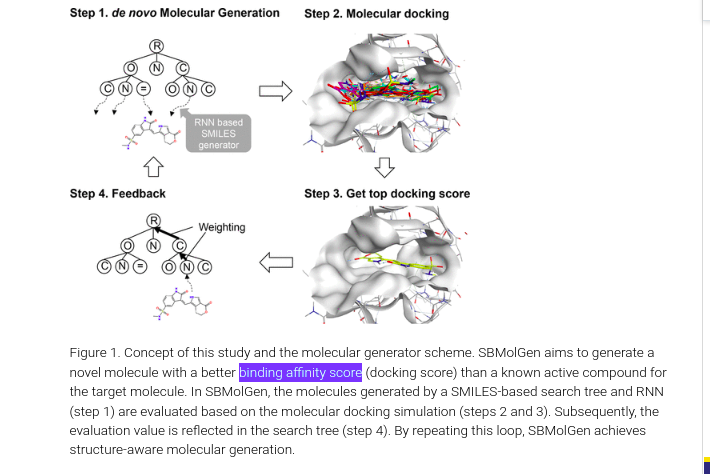 Step 1. de novo Molecular Generation
Step 2. Molecular docking
R
O N C
C N = O N C
RNN based
SMILES
generator
Step 4. Feedback
Step 3. Get top docking score
R
Weighting
O N C
C N = O N C
Figure 1. Concept of this study and the molecular generator scheme. SBMolGen aims to generate a
novel molecule with a better binding affinity score (docking score) than a known active compound for
the target molecule. In SBMolGen, the molecules generated by a SMILES-based search tree and RNN
(step 1) are evaluated based on the molecular docking simulation (steps 2 and 3). Subsequently, the
evaluation value is reflected in the search tree (step 4). By repeating this loop, SBMolGen achieves
structure-aware molecular generation.